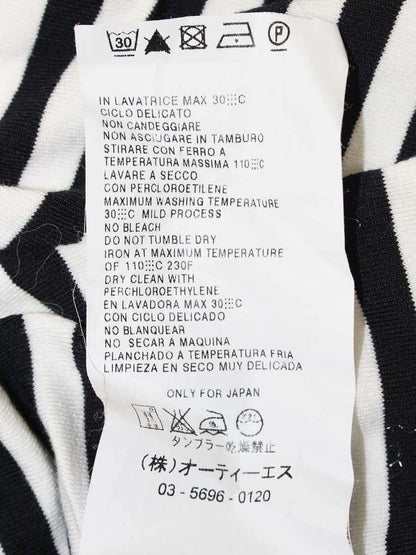 30 P
IN LAVATRICE MAX 30⁝⁝⁝C
CICLO DELICATO
NON CANDEGGIARE
NON ASCIUGARE IN TAMBURO
STIRARE CON FERRO A
TEMPERATURA MASSIMA 110⁝⁝⁝C
LAVARE A SECCO
CON PERCLOROETILENE
MAXIMUM WASHING TEMPERATURE
30⁝⁝⁝C MILD PROCESS
NO BLEACH
DO NOT TUMBLE DRY
IRON AT MAXIMUM TEMPERATURE
OF 110⁝⁝⁝C 230F
DRY CLEAN WITH
PERCHLOROETHYLENE
EN LAVADORA MAX 30⁝⁝⁝C
CON CICLO DELICADO
NO BLANQUEAR
NO SECAR A MAQUINA
PLANCHADO A TEMPERATURA FRIA
LIMPIEZA EN SECO MUY DELICADA
ONLY FOR JAPAN
タンブラー乾燥禁止
(株)オーティーエス
03-5696-0120